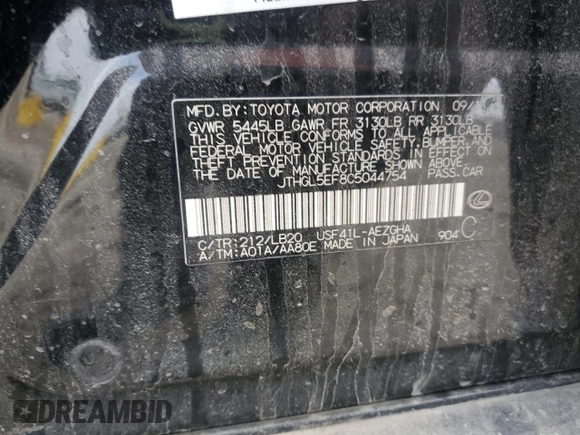 MFD. BY: TOYOTA MOTOR CORPORATION 09/
GVWR 5445LB GAWR FR 3130LB RR 3130LB
THIS VEHICLE CONFORMS TO ALL APPLICABLE
FEDERAL MOTOR VEHICLE SAFETY, BUMPER, AND
THEFT PREVENTION STANDARDS IN EFFECT ON
THE DATE OF MANUFACTURE SHOWN ABOVE.
JTHGL5EF8C5044754 PASS. CAR
C/TR: 212/LB20 USF41L-AEZGHA 904 C
A/TM: A01A/AA80E MADE IN JAPAN
DREAMBID